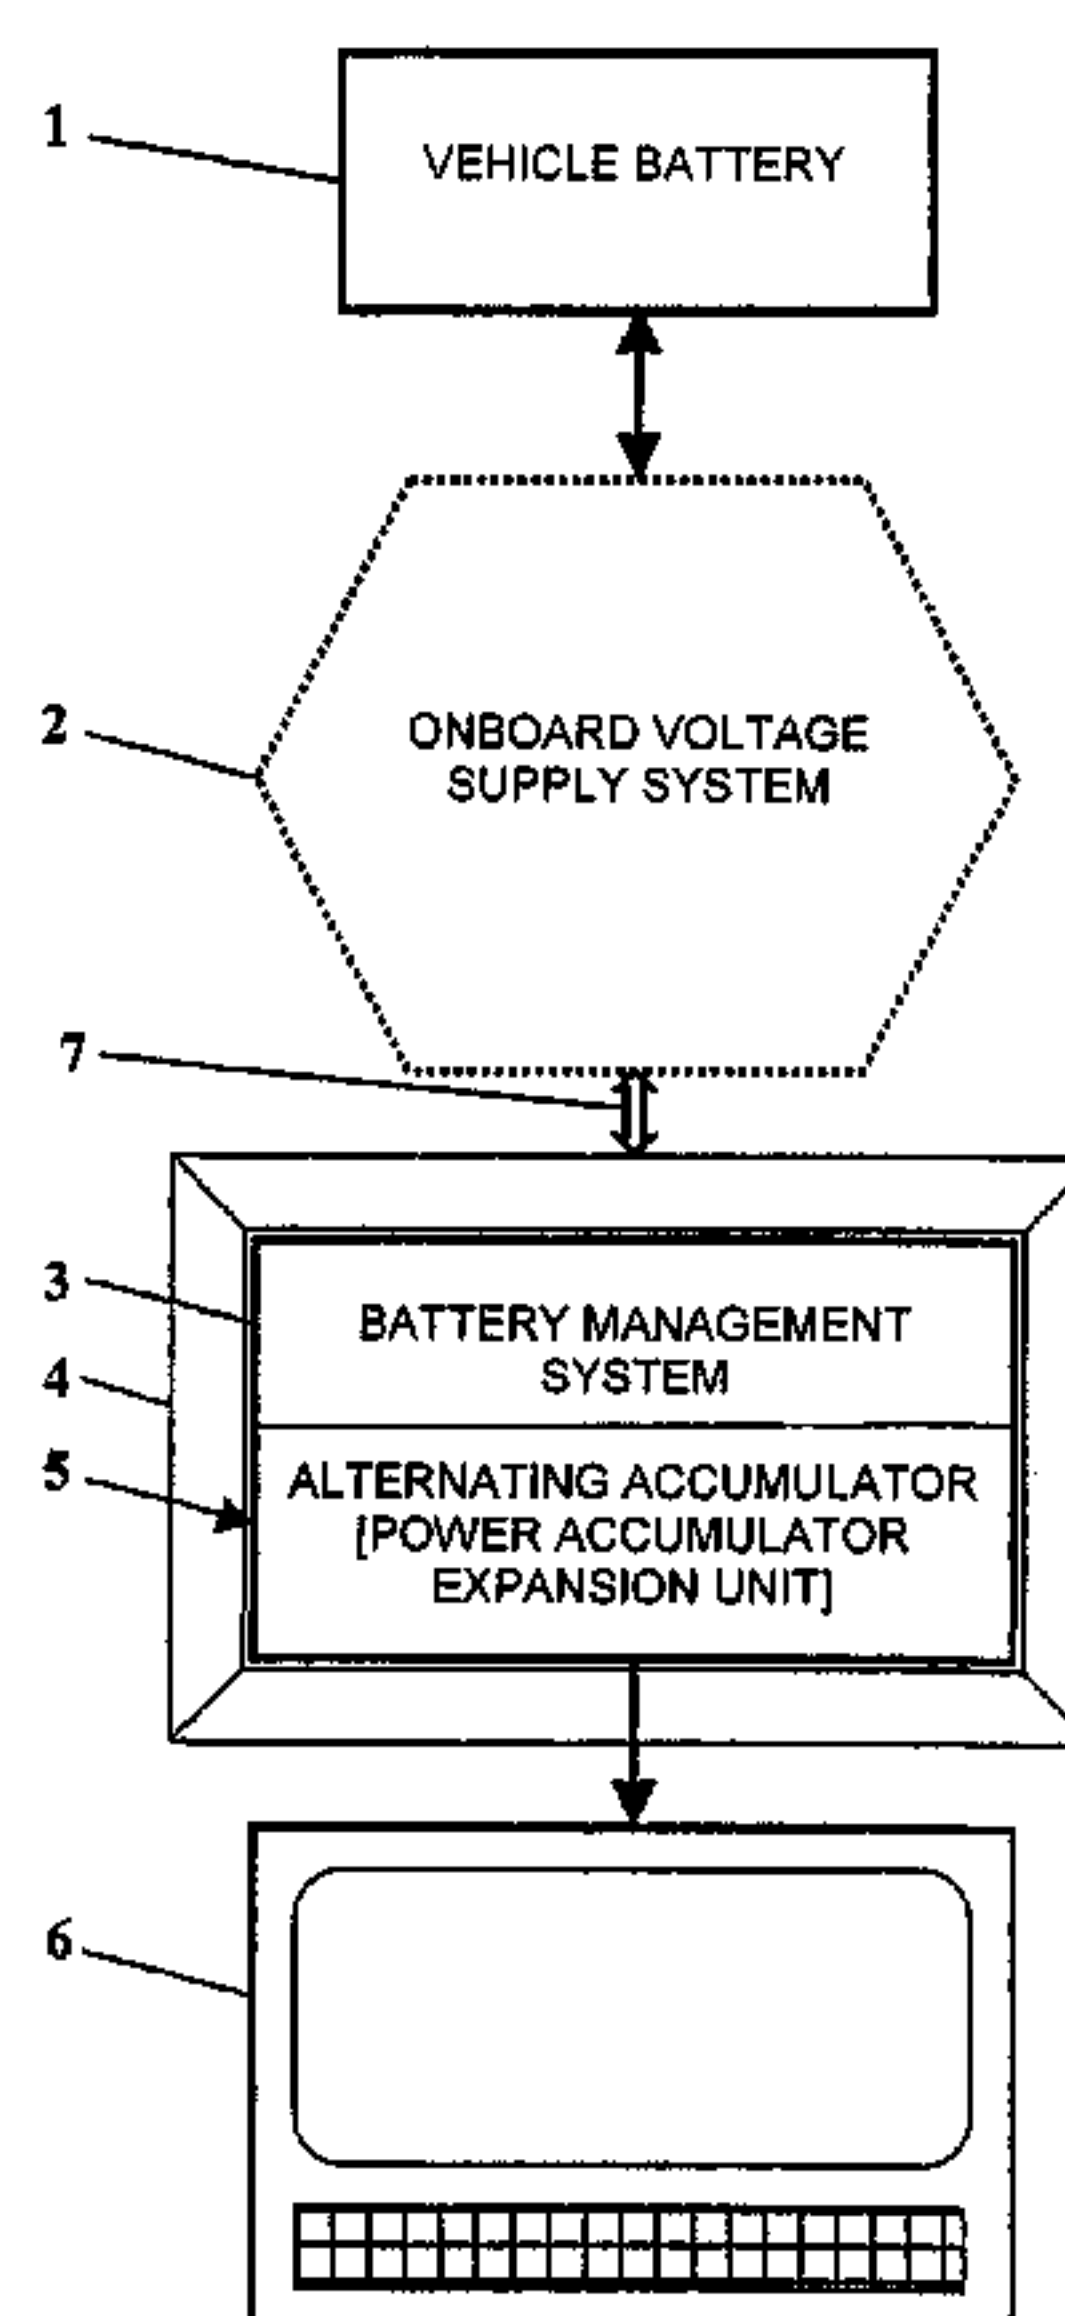 1
VEHICLE BATTERY
2
ONBOARD VOLTAGE
SUPPLY SYSTEM
7
3
BATTERY MANAGEMENT
SYSTEM
4
5
ALTERNATING ACCUMULATOR
[POWER ACCUMULATOR
EXPANSION UNIT]
6